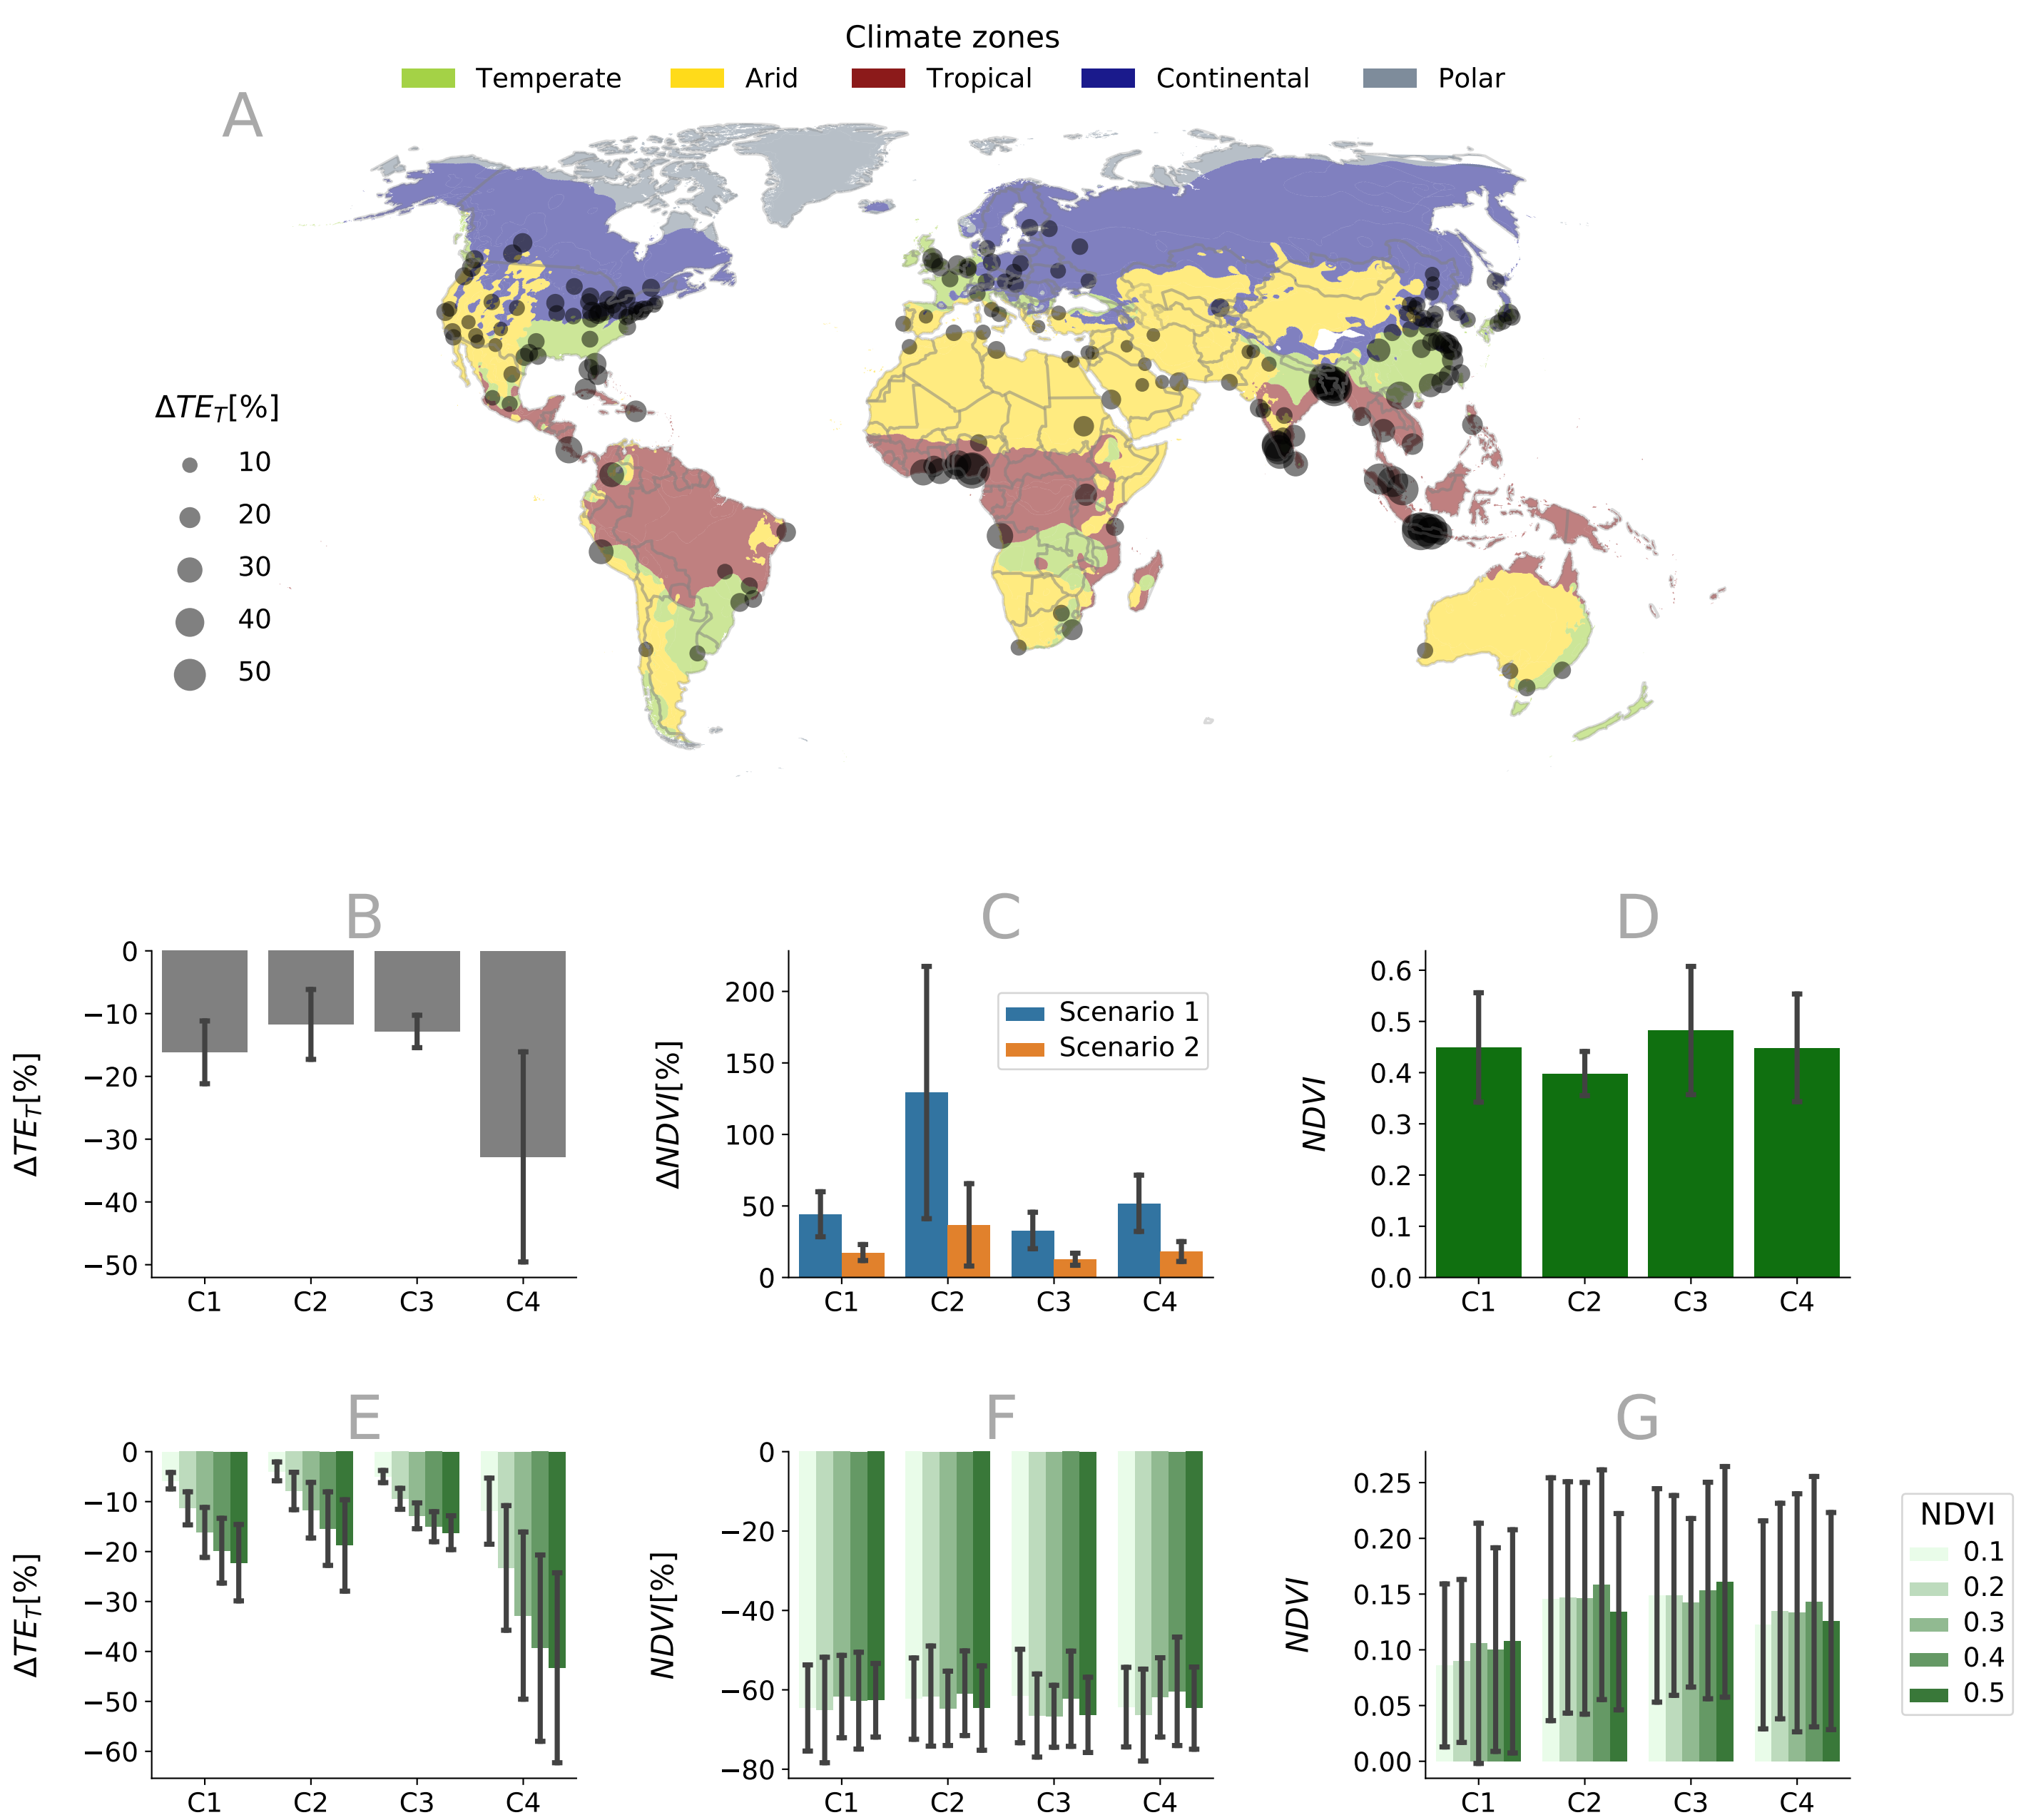 Climate zones
Temperate Arid Tropical Continental Polar
A
ΔTE_T[%]
10
20
30
40
50
B
ΔTE_T[%]
0
−10
−20
−30
−40
−50
C1 C2 C3 C4
C
ΔNDVI[%]
200
150
100
50
0
Scenario 1
Scenario 2
C1 C2 C3 C4
D
NDVI
0.6
0.5
0.4
0.3
0.2
0.1
0.0
C1 C2 C3 C4
E
ΔTE_T[%]
0
−10
−20
−30
−40
−50
−60
C1 C2 C3 C4
F
NDVI[%]
0
−20
−40
−60
−80
C1 C2 C3 C4
G
NDVI
0.25
0.20
0.15
0.10
0.05
0.00
C1 C2 C3 C4
NDVI
0.1
0.2
0.3
0.4
0.5